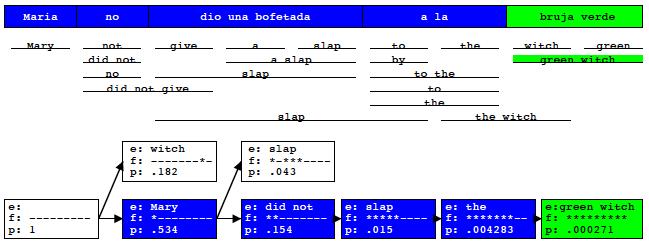 Maria no dio una bofetada a la bruja verde
Mary not give a slap to the witch green
did not a slap by green witch
no slap to the
did not give to
the
slap the witch
e: witch
f: -------*-
p: .182
e: slap
f: *-***----
p: .043
e:
f: ---------
p: 1
e: Mary
f: *--------
p: .534
e: did not
f: **-------
p: .154
e: slap
f: *****----
p: .015
e: the
f: *******--
p: .004283
e:green witch
f: *********
p: .000271